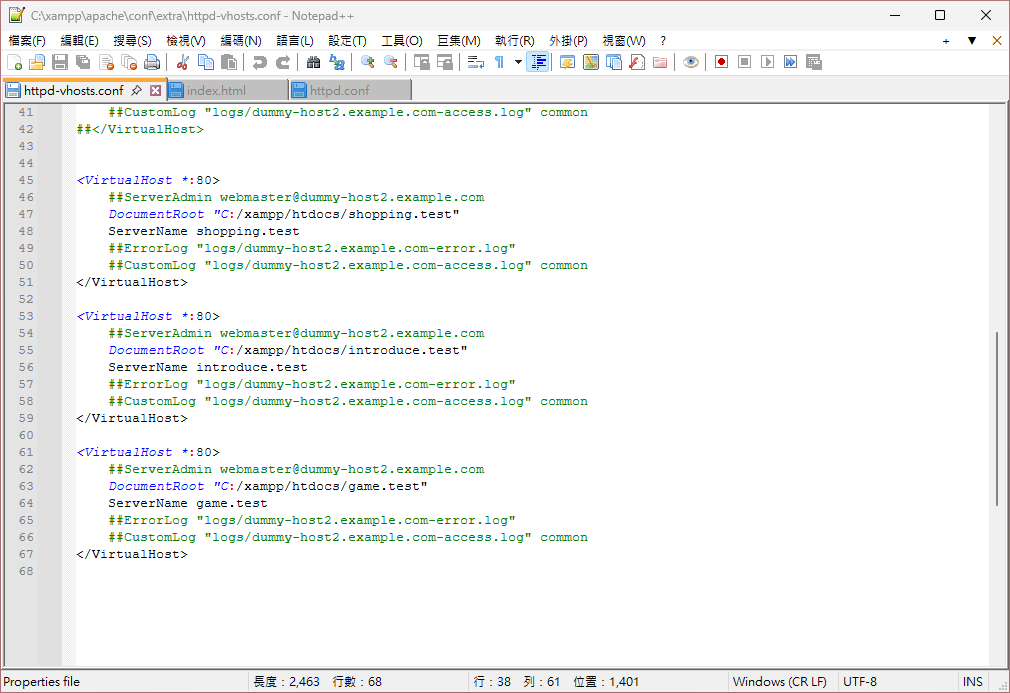 C:\xampp\apache\conf\extra\httpd-vhosts.conf - Notepad++
檔案(F) 編輯(E) 搜尋(S) 檢視(V) 編碼(N) 語言(L) 設定(T) 工具(O) 巨集(M) 執行(R) 外掛(P) 視窗(W) ?
httpd-vhosts.conf index.html httpd.conf
41 ##CustomLog "logs/dummy-host2.example.com-access.log" common
42 ##</VirtualHost>
43
44
45 <VirtualHost *:80>
46 ##ServerAdmin webmaster@dummy-host2.example.com
47 DocumentRoot "C:/xampp/htdocs/shopping.test"
48 ServerName shopping.test
49 ##ErrorLog "logs/dummy-host2.example.com-error.log"
50 ##CustomLog "logs/dummy-host2.example.com-access.log" common
51 </VirtualHost>
52
53 <VirtualHost *:80>
54 ##ServerAdmin webmaster@dummy-host2.example.com
55 DocumentRoot "C:/xampp/htdocs/introduce.test"
56 ServerName introduce.test
57 ##ErrorLog "logs/dummy-host2.example.com-error.log"
58 ##CustomLog "logs/dummy-host2.example.com-access.log" common
59 </VirtualHost>
60
61 <VirtualHost *:80>
62 ##ServerAdmin webmaster@dummy-host2.example.com
63 DocumentRoot "C:/xampp/htdocs/game.test"
64 ServerName game.test
65 ##ErrorLog "logs/dummy-host2.example.com-error.log"
66 ##CustomLog "logs/dummy-host2.example.com-access.log" common
67 </VirtualHost>
68
Properties file 長度：2,463 行數：68 行：38 列：61 位置：1,401 Windows (CR LF) UTF-8 INS